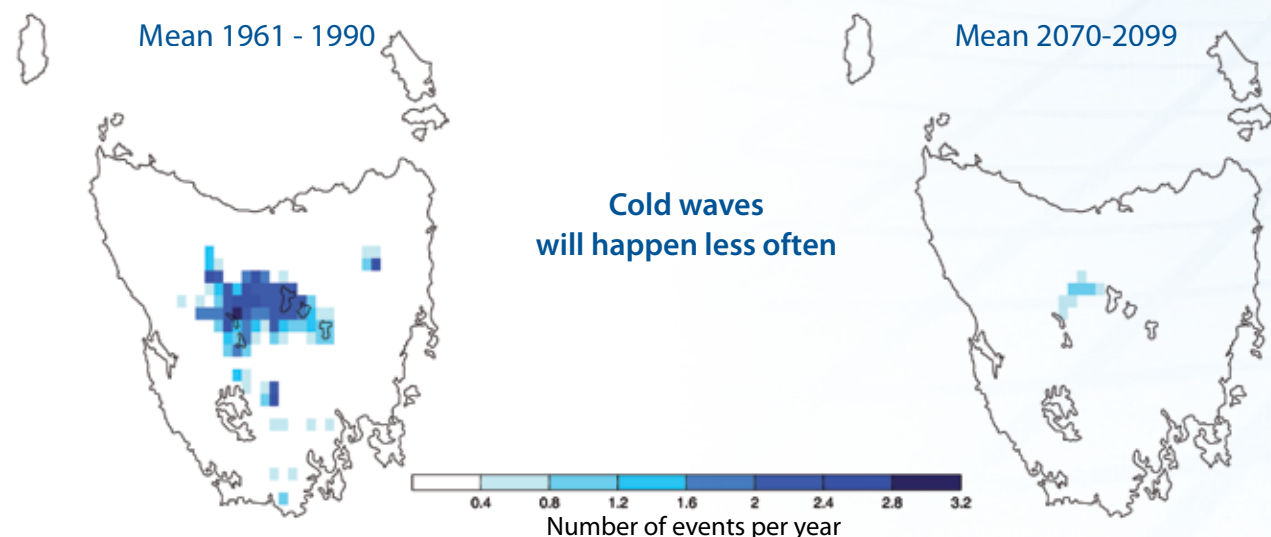 Mean 1961 - 1990
Mean 2070-2099
Cold waves
will happen less often
0.4 0.8 1.2 1.6 2 2.4 2.8 3.2
Number of events per year